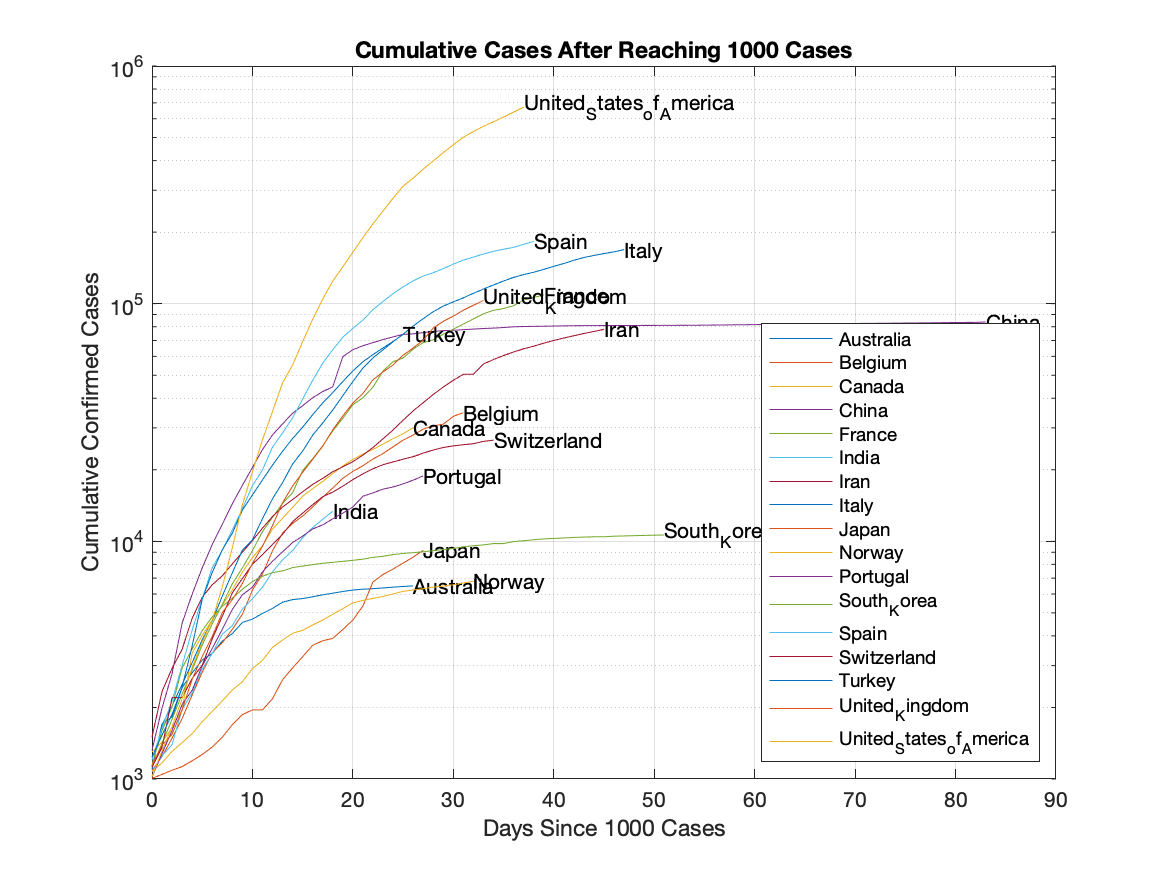 Cumulative Cases After Reaching 1000 Cases
10^6
United_States_of_America
Spain
Italy
10^5
United_Kingdom
France
China
Turkey
Iran
Belgium
Canada
Switzerland
Portugal
India
10^4
South_Kore
Japan
Australia
Norway
10^3
0 10 20 30 40 50 60 70 80 90
Days Since 1000 Cases
Cumulative Confirmed Cases
Australia
Belgium
Canada
China
France
India
Iran
Italy
Japan
Norway
Portugal
South_Korea
Spain
Switzerland
Turkey
United_Kingdom
United_States_of_America